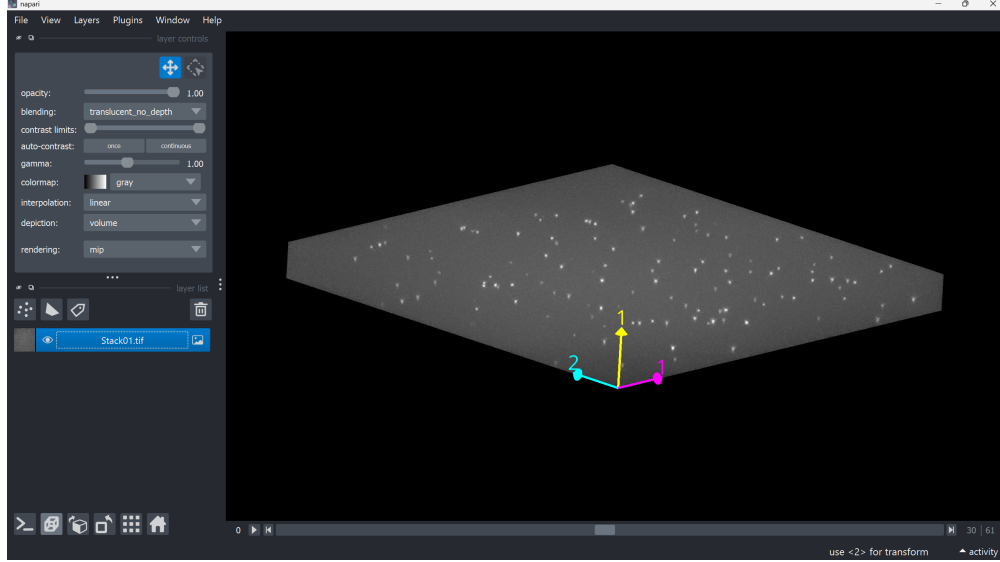 napari
File View Layers Plugins Window Help
layer controls
opacity: 1.00
blending: translucent_no_depth
contrast limits:
auto-contrast: once continuous
gamma: 1.00
colormap: gray
interpolation: linear
depiction: volume
rendering: mip
layer list
Stack01.tif
1
2 1
0 30 | 61
use <2> for transform activity